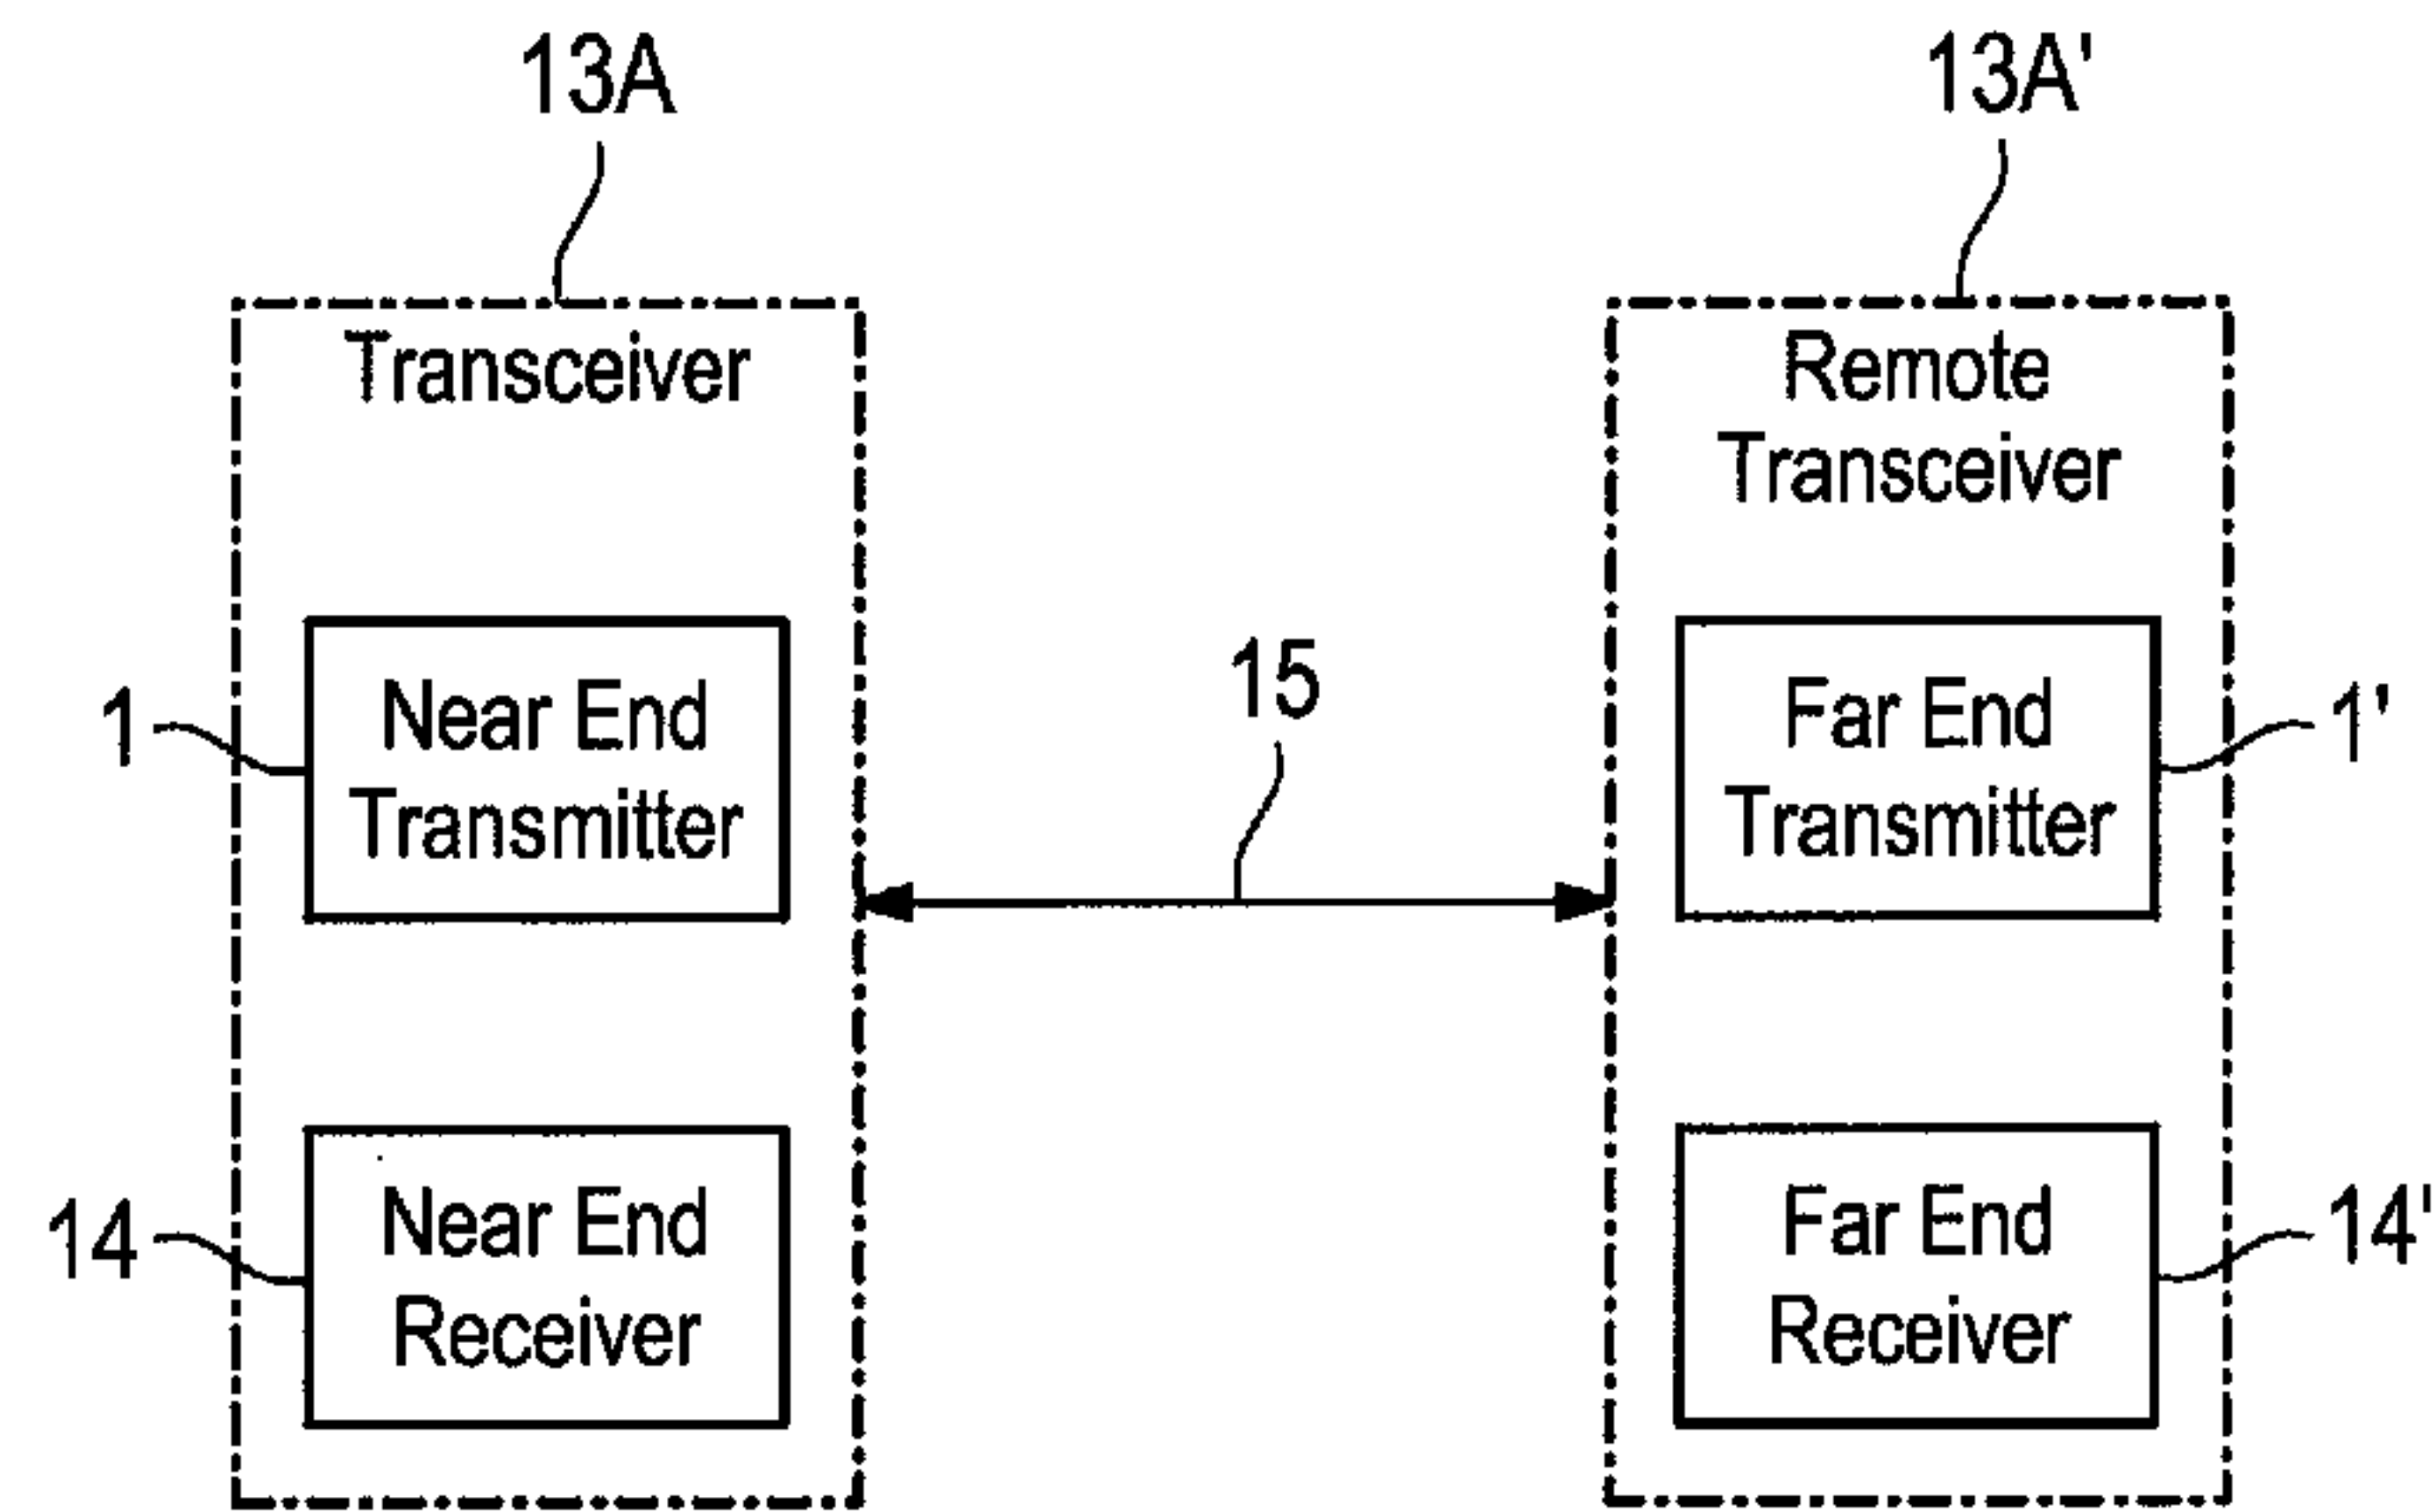 13A
13A'
Transceiver
Remote
Transceiver
1
Near End
Transmitter
15
Far End
Transmitter
1'
14
Near End
Receiver
Far End
Receiver
14'